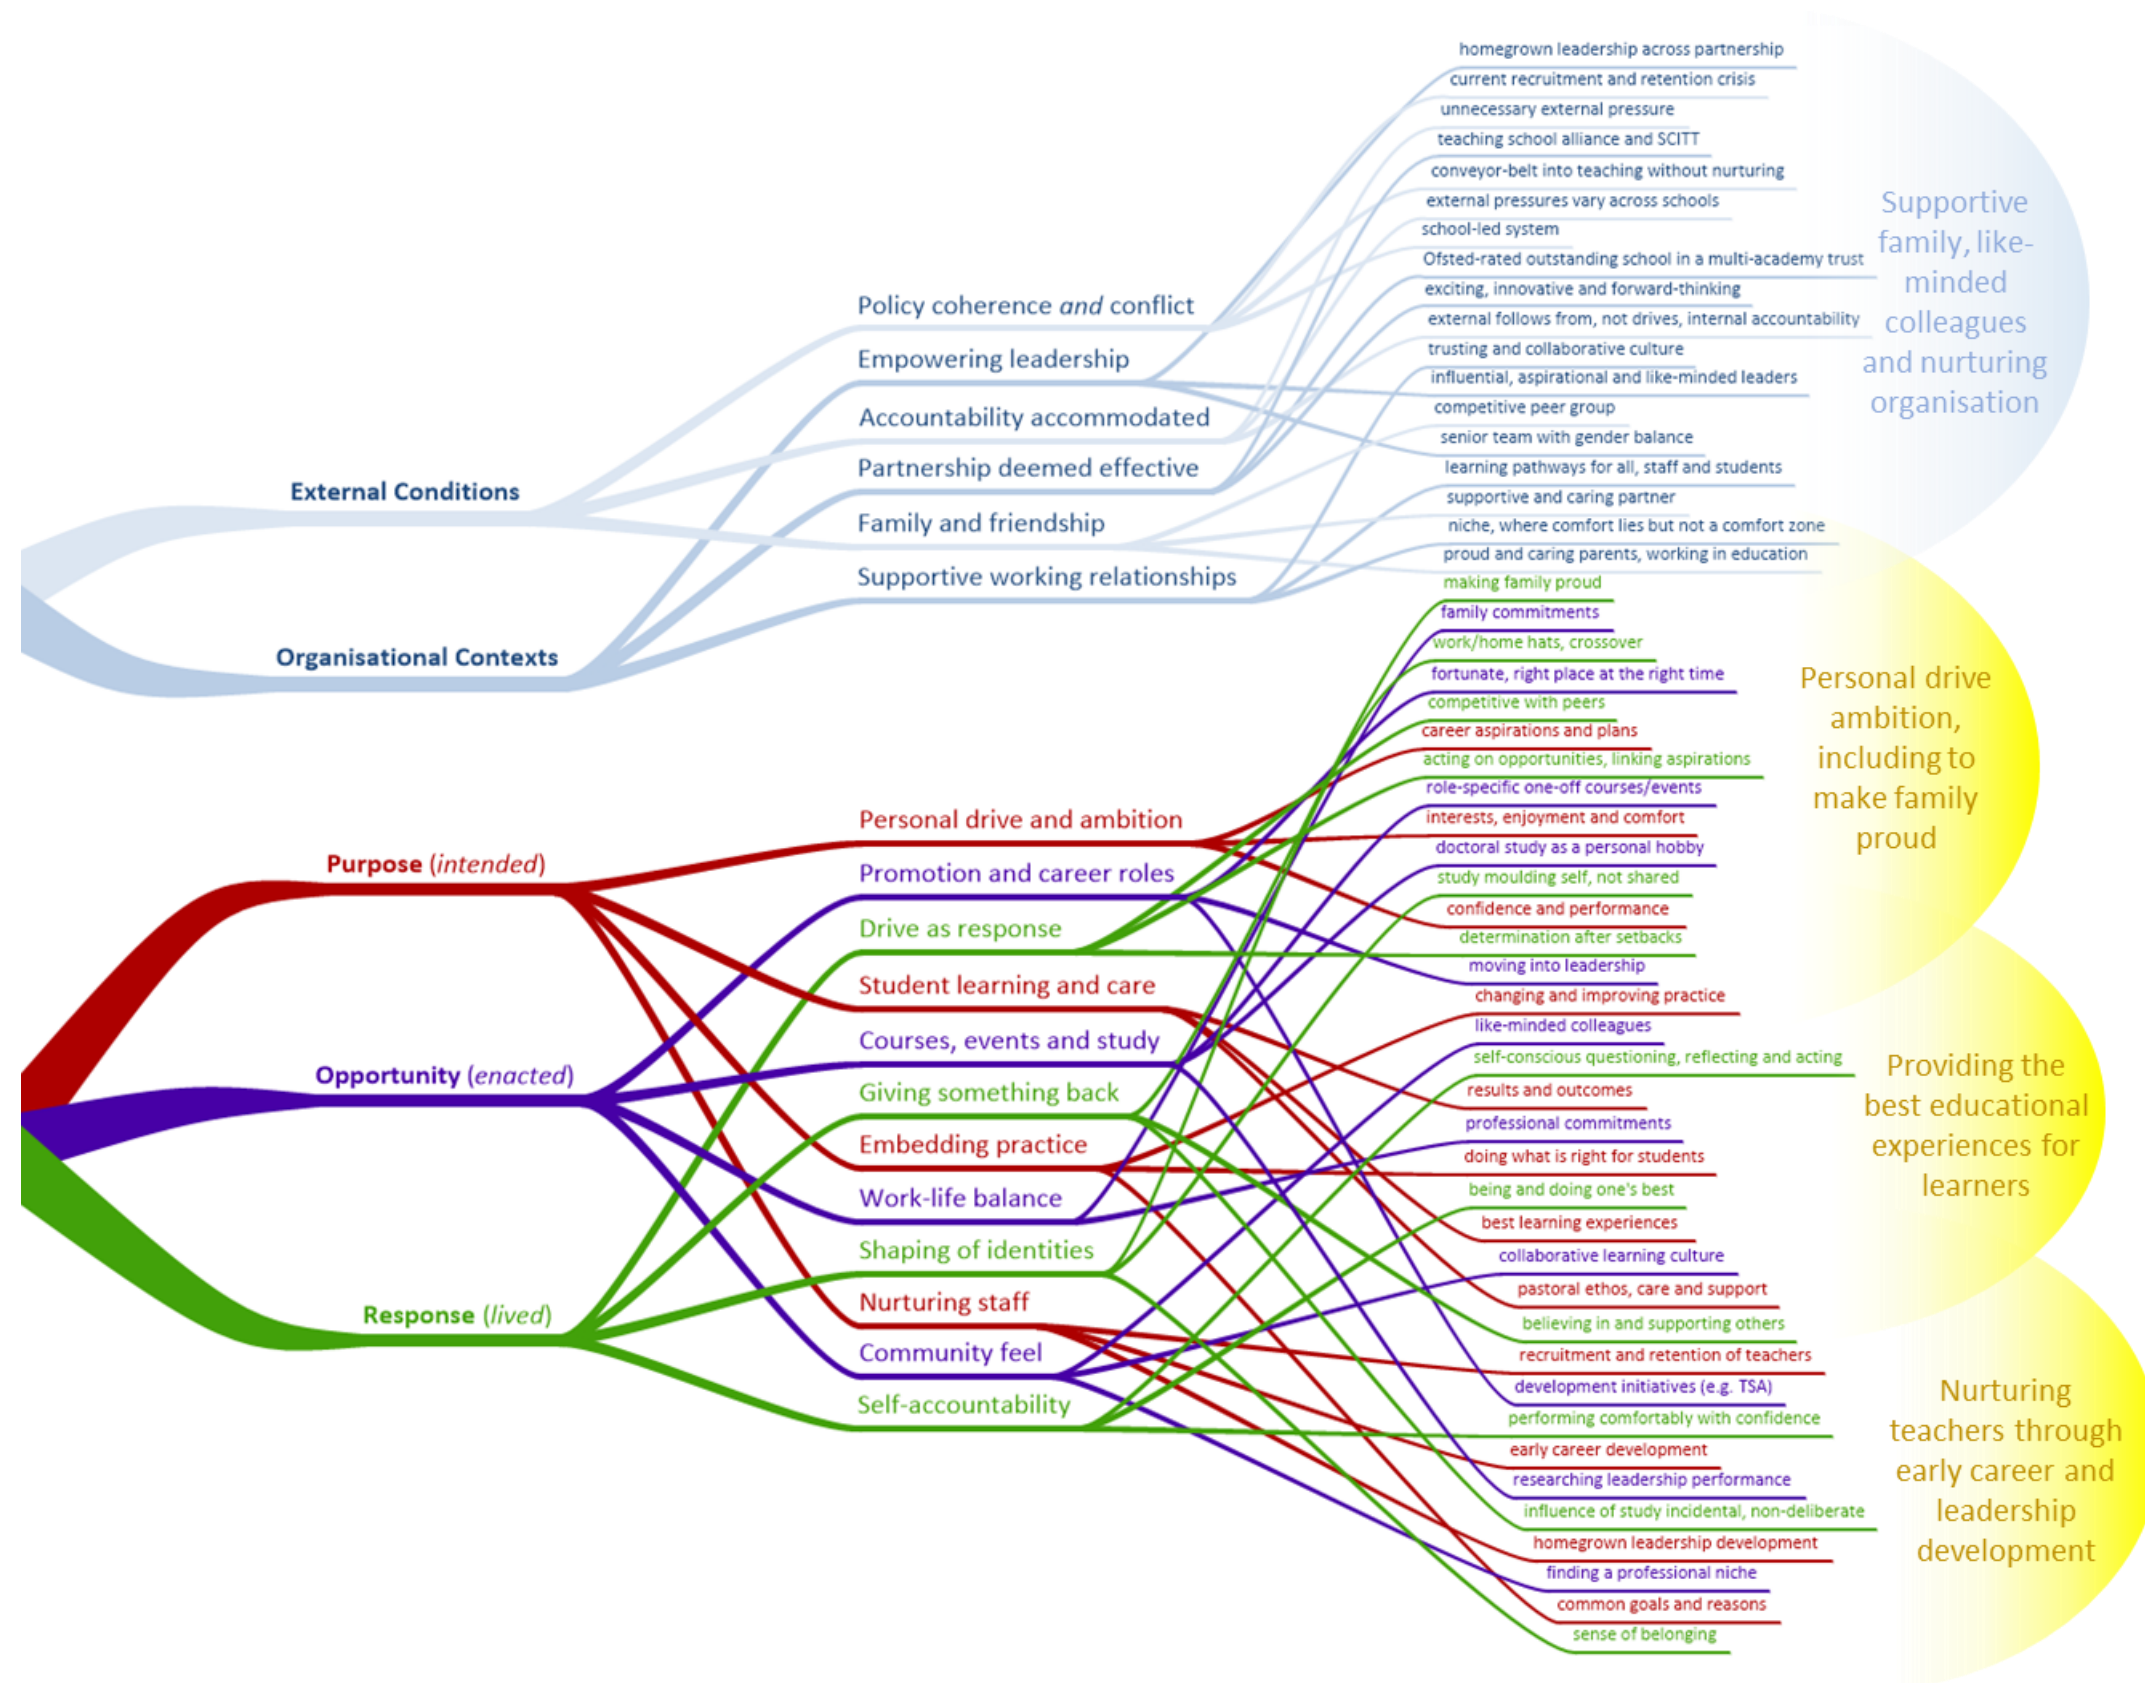 homegrown leadership across partnership
current recruitment and retention crisis
unnecessary external pressure
teaching school alliance and SCITT
conveyor-belt into teaching without nurturing
external pressures vary across schools
school-led system
Ofsted-rated outstanding school in a multi-academy trust
exciting, innovative and forward-thinking
external follows from, not drives, internal accountability
trusting and collaborative culture
influential, aspirational and like-minded leaders
competitive peer group
senior team with gender balance
learning pathways for all, staff and students
supportive and caring partner
niche, where comfort lies but not a comfort zone
proud and caring parents, working in education
Supportive
family, like-
minded
colleagues
and nurturing
organisation
Policy coherence and conflict
Empowering leadership
Accountability accommodated
Partnership deemed effective
Family and friendship
Supportive working relationships
External Conditions
Organisational Contexts
making family proud
family commitments
work/home hats, crossover
fortunate, right place at the right time
competitive with peers
career aspirations and plans
acting on opportunities, linking aspirations
role-specific one-off courses/events
interests, enjoyment and comfort
doctoral study as a personal hobby
study moulding self, not shared
confidence and performance
determination after setbacks
moving into leadership
changing and improving practice
like-minded colleagues
self-conscious questioning, reflecting and acting
results and outcomes
professional commitments
doing what is right for students
being and doing one's best
best learning experiences
collaborative learning culture
pastoral ethos, care and support
believing in and supporting others
recruitment and retention of teachers
development initiatives (e.g. TSA)
performing comfortably with confidence
early career development
researching leadership performance
influence of study incidental, non-deliberate
homegrown leadership development
finding a professional niche
common goals and reasons
sense of belonging
Personal drive
ambition,
including to
make family
proud
Providing the
best educational
experiences for
learners
Nurturing
teachers through
early career and
leadership
development
Personal drive and ambition
Promotion and career roles
Drive as response
Student learning and care
Courses, events and study
Giving something back
Embedding practice
Work-life balance
Shaping of identities
Nurturing staff
Community feel
Self-accountability
Purpose (intended)
Opportunity (enacted)
Response (lived)